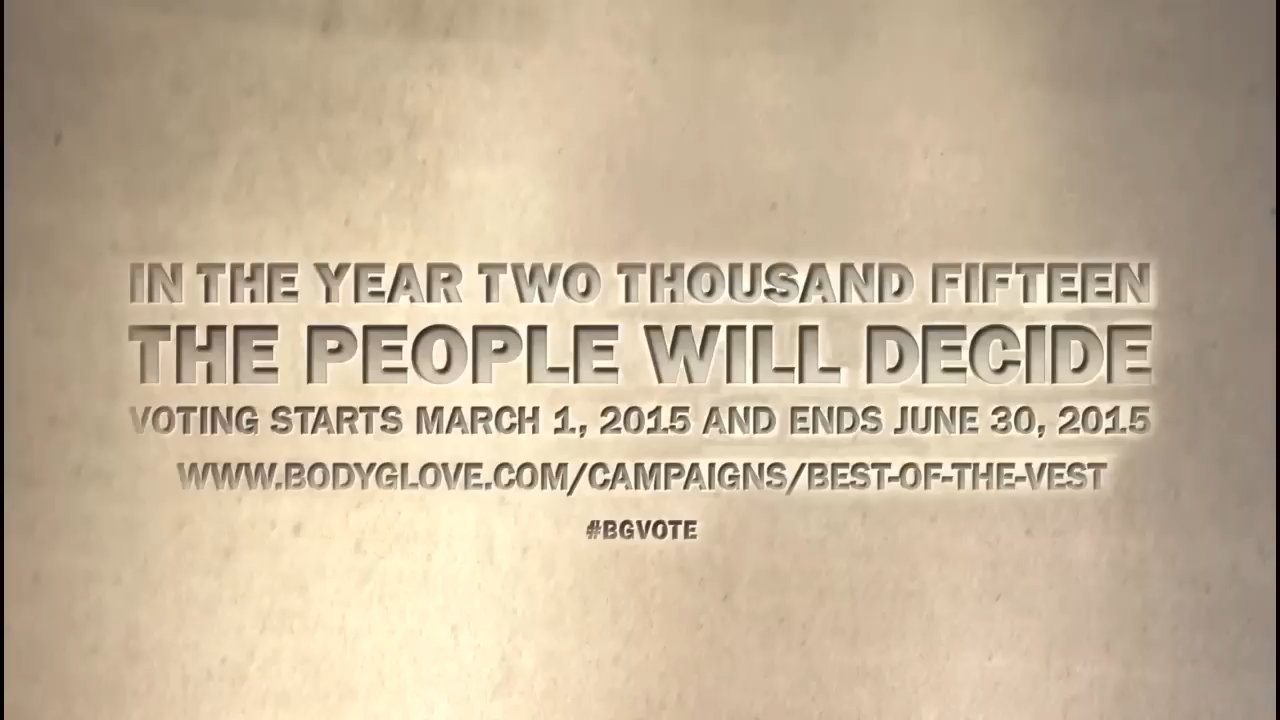 IN THE YEAR TWO THOUSAND FIFTEEN
THE PEOPLE WILL DECIDE
VOTING STARTS MARCH 1, 2015 AND ENDS JUNE 30, 2015
WWW.BODYGLOVE.COM/CAMPAIGNS/BEST-OF-THE-VEST
#BGVOTE